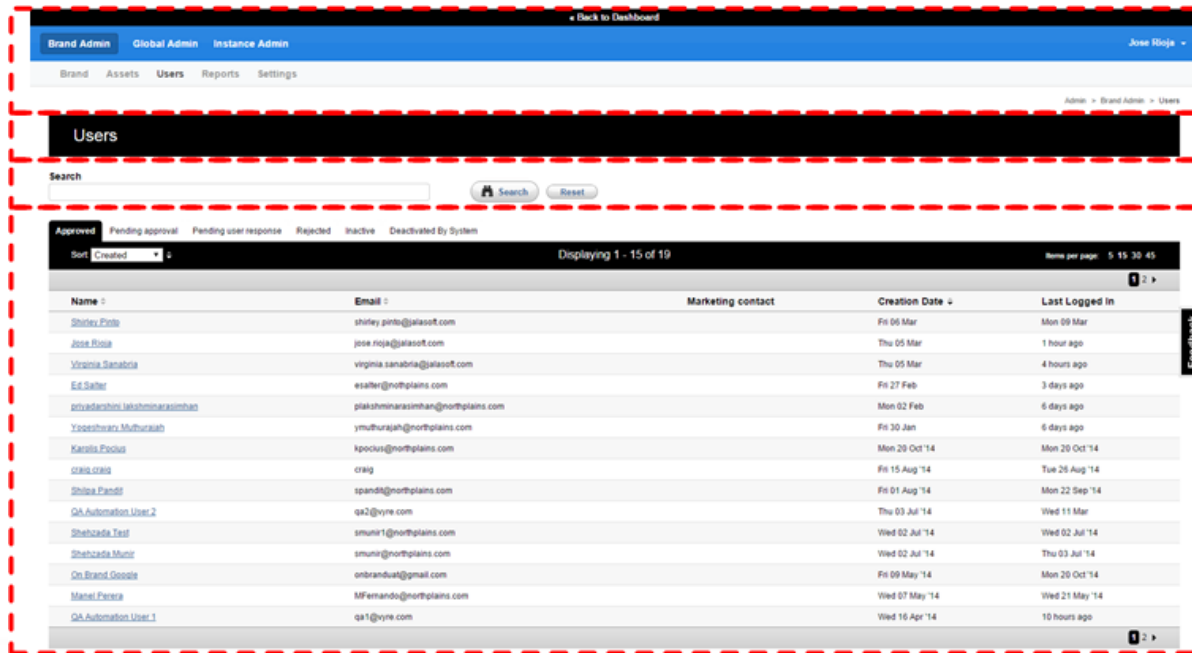 « Back to Dashboard
Brand Admin Global Admin Instance Admin Jose Rioja
Brand Assets Users Reports Settings
Admin > Brand Admin > Users
Users
Search
Search Reset
Approved Pending approval Pending user response Rejected Inactive Deactivated By System
Sort Created Displaying 1 - 15 of 19 Items per page: 5 15 30 45
1 2
Name Email Marketing contact Creation Date Last Logged In
Shirley Pinto shirley.pinto@jalasoft.com Fri 06 Mar Mon 09 Mar
Jose Rioja jose.rioja@jalasoft.com Thu 05 Mar 1 hour ago
Virginia Sanabria virginia.sanabria@jalasoft.com Thu 05 Mar 4 hours ago
Ed Salter esalter@nothplains.com Fri 27 Feb 3 days ago
priyadarshini lakshminarasimhan plakshminarasimhan@northplains.com Mon 02 Feb 6 days ago
Yogeshwary Muthurajah ymuthurajah@northplains.com Fri 30 Jan 6 days ago
Karolis Pocius kpocius@northplains.com Mon 20 Oct '14 Mon 20 Oct '14
craig craig craig Fri 15 Aug '14 Tue 26 Aug '14
Shilpa Pandit spandit@northplains.com Fri 01 Aug '14 Mon 22 Sep '14
QA Automation User 2 qa2@vyre.com Thu 03 Jul '14 Wed 11 Mar
Shehzada Test smunir1@northplains.com Wed 02 Jul '14 Wed 02 Jul '14
Shehzada Munir smunir@northplains.com Wed 02 Jul '14 Thu 03 Jul '14
On Brand Google onbranduat@gmail.com Fri 09 May '14 Mon 20 Oct '14
Manel Perera MFernando@northplains.com Wed 07 May '14 Wed 21 May '14
QA Automation User 1 qa1@vyre.com Wed 16 Apr '14 10 hours ago
1 2
Feedback